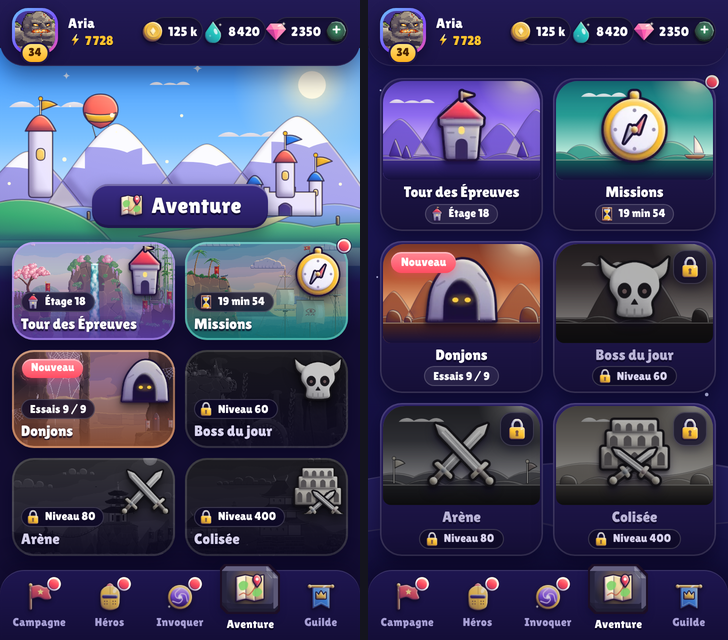 Aria
34
7728
125 k
8420
2350
Aventure
Étage 18
Tour des Épreuves
19 min 54
Missions
Nouveau
Essais 9 / 9
Donjons
Niveau 60
Boss du jour
Niveau 80
Arène
Niveau 400
Colisée
Campagne
Héros
Invoquer
Aventure
Guilde
Aria
34
7728
125 k
8420
2350
Tour des Épreuves
Étage 18
Missions
19 min 54
Nouveau
Donjons
Essais 9 / 9
Boss du jour
Niveau 60
Arène
Niveau 80
Colisée
Niveau 400
Campagne
Héros
Invoquer
Aventure
Guilde